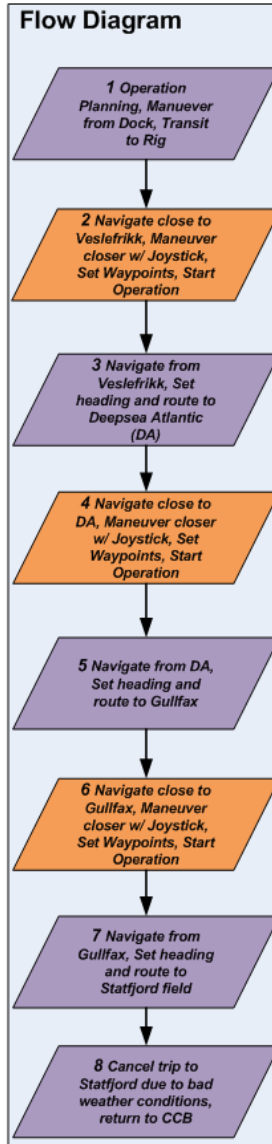 Flow Diagram
1 Operation
Planning, Manuever
from Dock, Transit
to Rig
2 Navigate close to
Veslefrikk, Maneuver
closer w/ Joystick,
Set Waypoints, Start
Operation
3 Navigate from
Veslefrikk, Set
heading and route to
Deepsea Atlantic
(DA)
4 Navigate close to
DA, Maneuver closer
w/ Joystick, Set
Waypoints, Start
Operation
5 Navigate from DA,
Set heading and
route to Gullfax
6 Navigate close to
Gullfax, Maneuver
closer w/ Joystick,
Set Waypoints, Start
Operation
7 Navigate from
Gullfax, Set heading
and route to
Statfjord field
8 Cancel trip to
Statfjord due to bad
weather conditions,
return to CCB